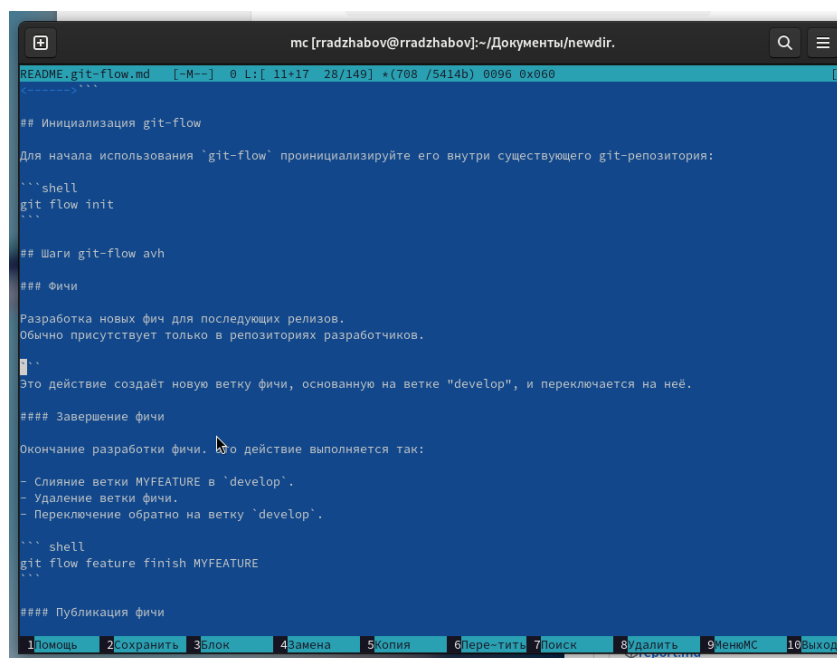 mc [rradzhabov@rradzhabov]:~/Документы/newdir.
README.git-flow.md [-M--] 0 L:[ 11+17 28/149] *(708 /5414b) 0096 0x060 [
<------>```
## Инициализация git-flow
Для начала использования `git-flow` проинициализируйте его внутри существующего git-репозитория:
```shell
git flow init
```
## Шаги git-flow avh
### Фичи
Разработка новых фич для последующих релизов.
Обычно присутствует только в репозиториях разработчиков.
```
Это действие создаёт новую ветку фичи, основанную на ветке "develop", и переключается на неё.
#### Завершение фичи
Окончание разработки фичи. Это действие выполняется так:
- Слияние ветки MYFEATURE в `develop`.
- Удаление ветки фичи.
- Переключение обратно на ветку `develop`.
``` shell
git flow feature finish MYFEATURE
```
#### Публикация фичи
1Помощь 2Сохранить 3Блок 4Замена 5Копия 6Пере~тить 7Поиск 8Удалить 9МенюМС 10Выход
report.md